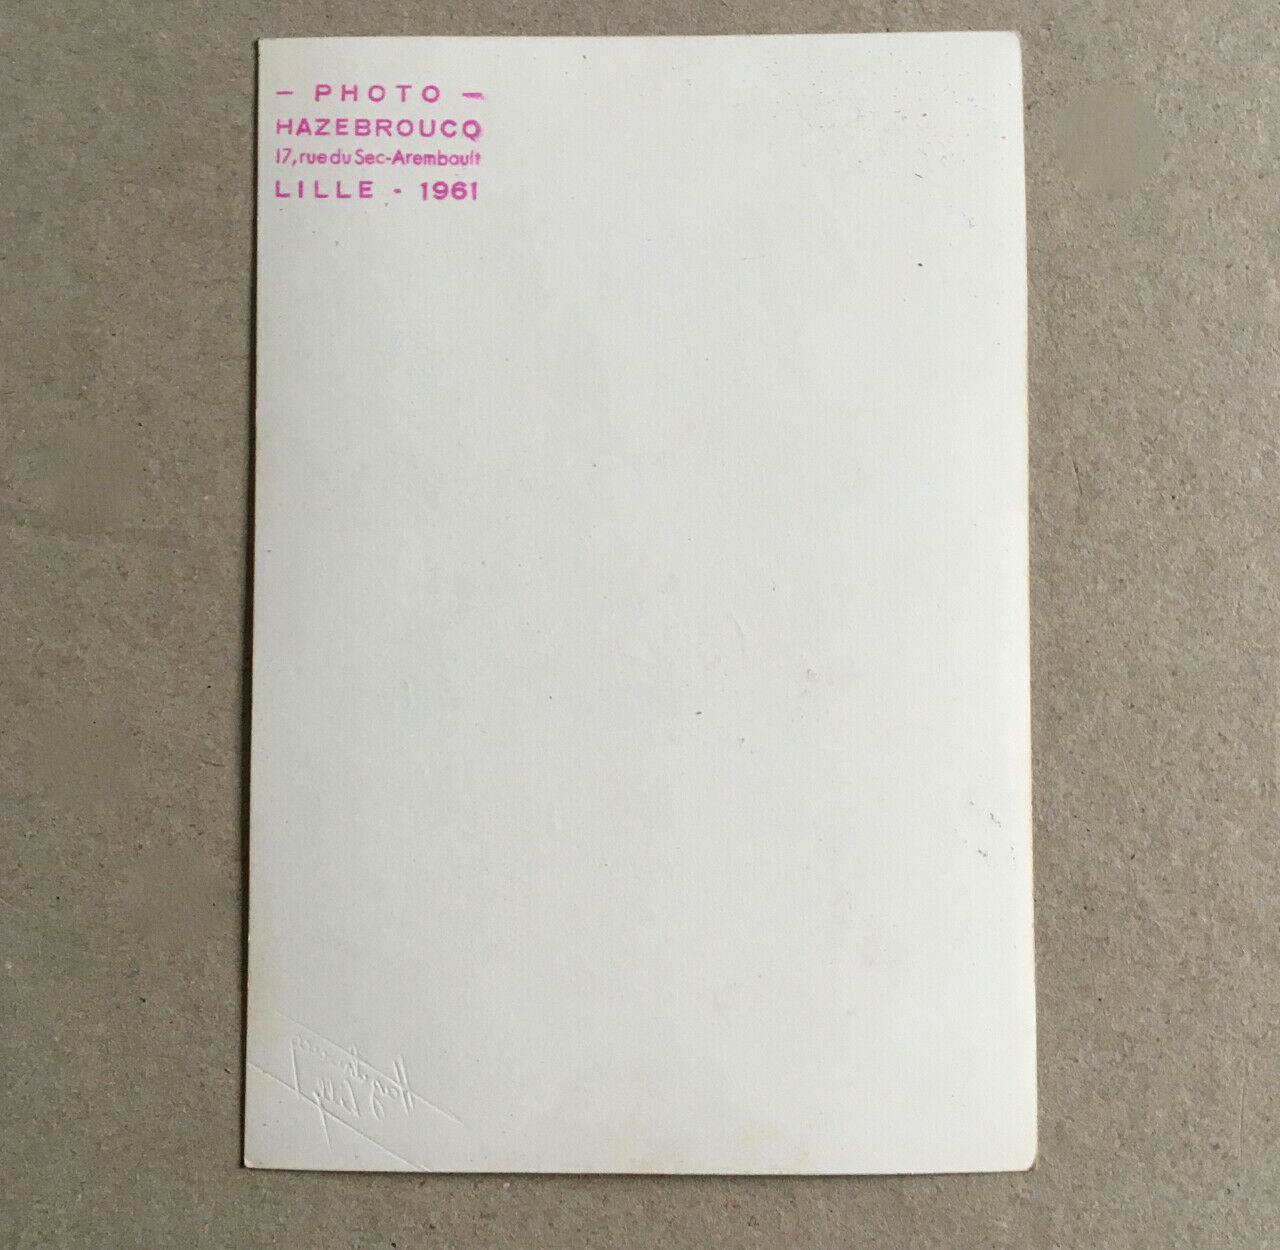 – PHOTO –
HAZEBROUCQ
17, rue du Sec-Arembault
LILLE - 1961